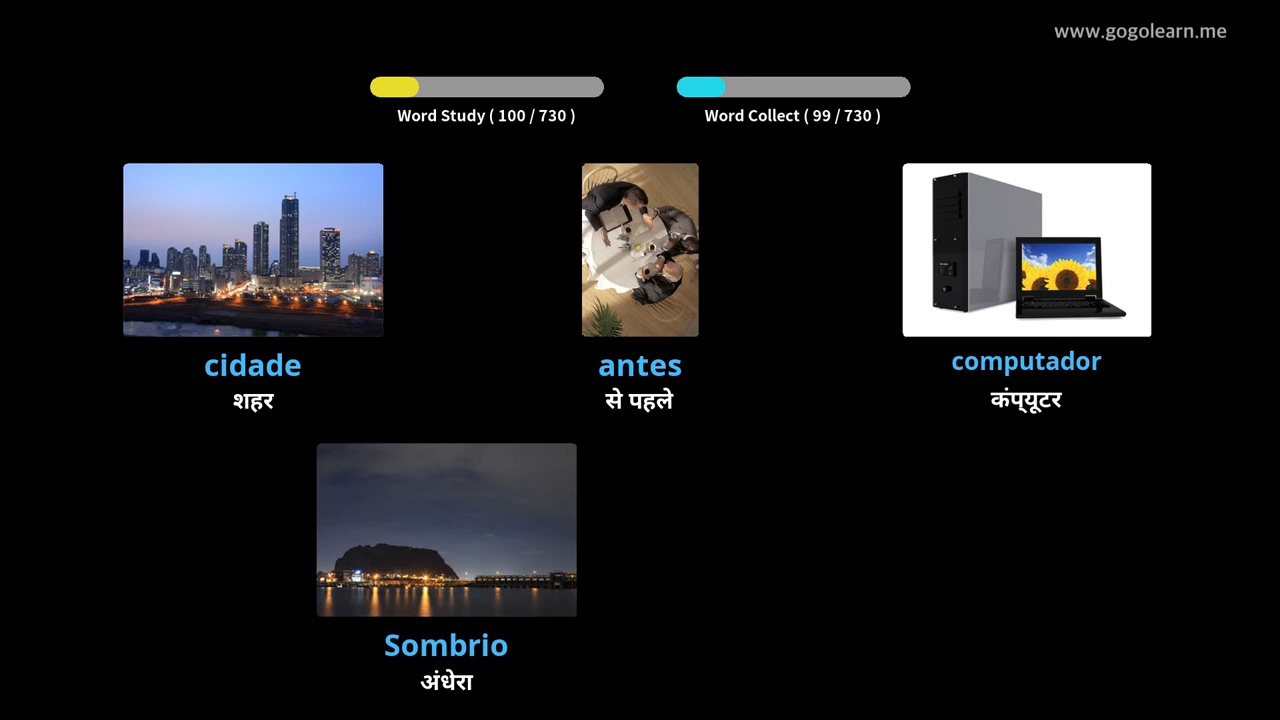 www.gogolearn.me
Word Study ( 100 / 730 )
Word Collect ( 99 / 730 )
cidade
शहर
antes
से पहले
computador
कंप्यूटर
Sombrio
अंधेरा